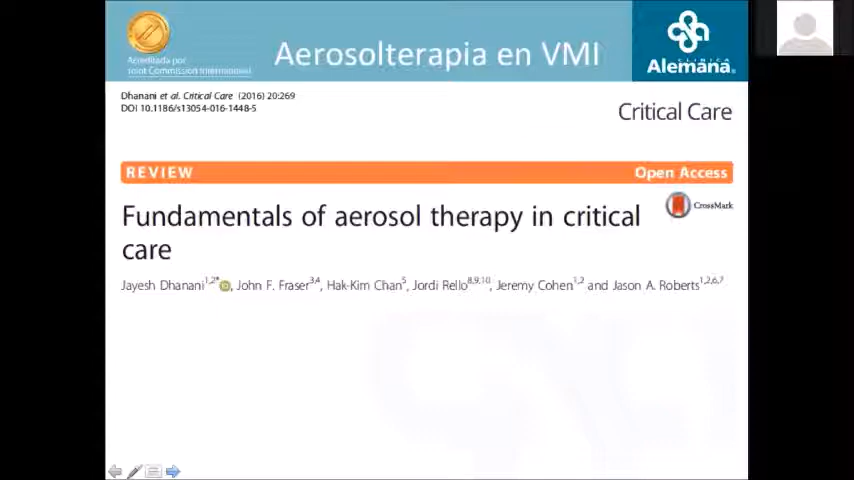 Acreditada por
Joint Commission International
Aerosolterapia en VMI
CLINICA
Alemana®
Dhanani et al. Critical Care (2016) 20:269
DOI 10.1186/s13054-016-1448-5
Critical Care
REVIEW
Open Access
Fundamentals of aerosol therapy in critical
care
CrossMark
Jayesh Dhanani1,2*, John F. Fraser3,4, Hak-Kim Chan5, Jordi Rello8,9,10, Jeremy Cohen1,2 and Jason A. Roberts1,2,6,7